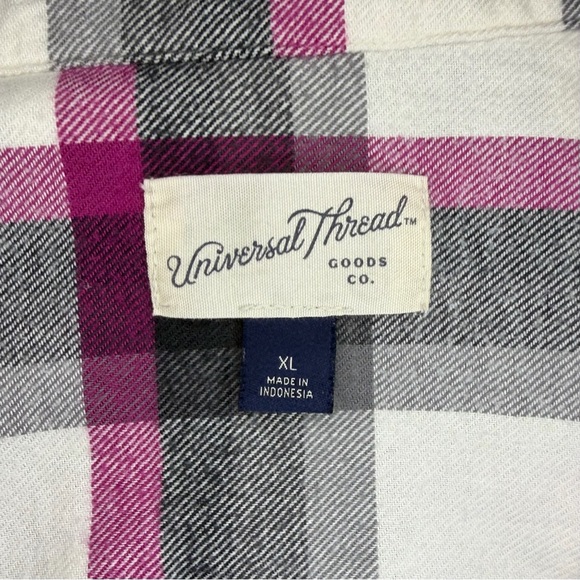 Universal Thread™
GOODS
CO.
XL
MADE IN
INDONESIA